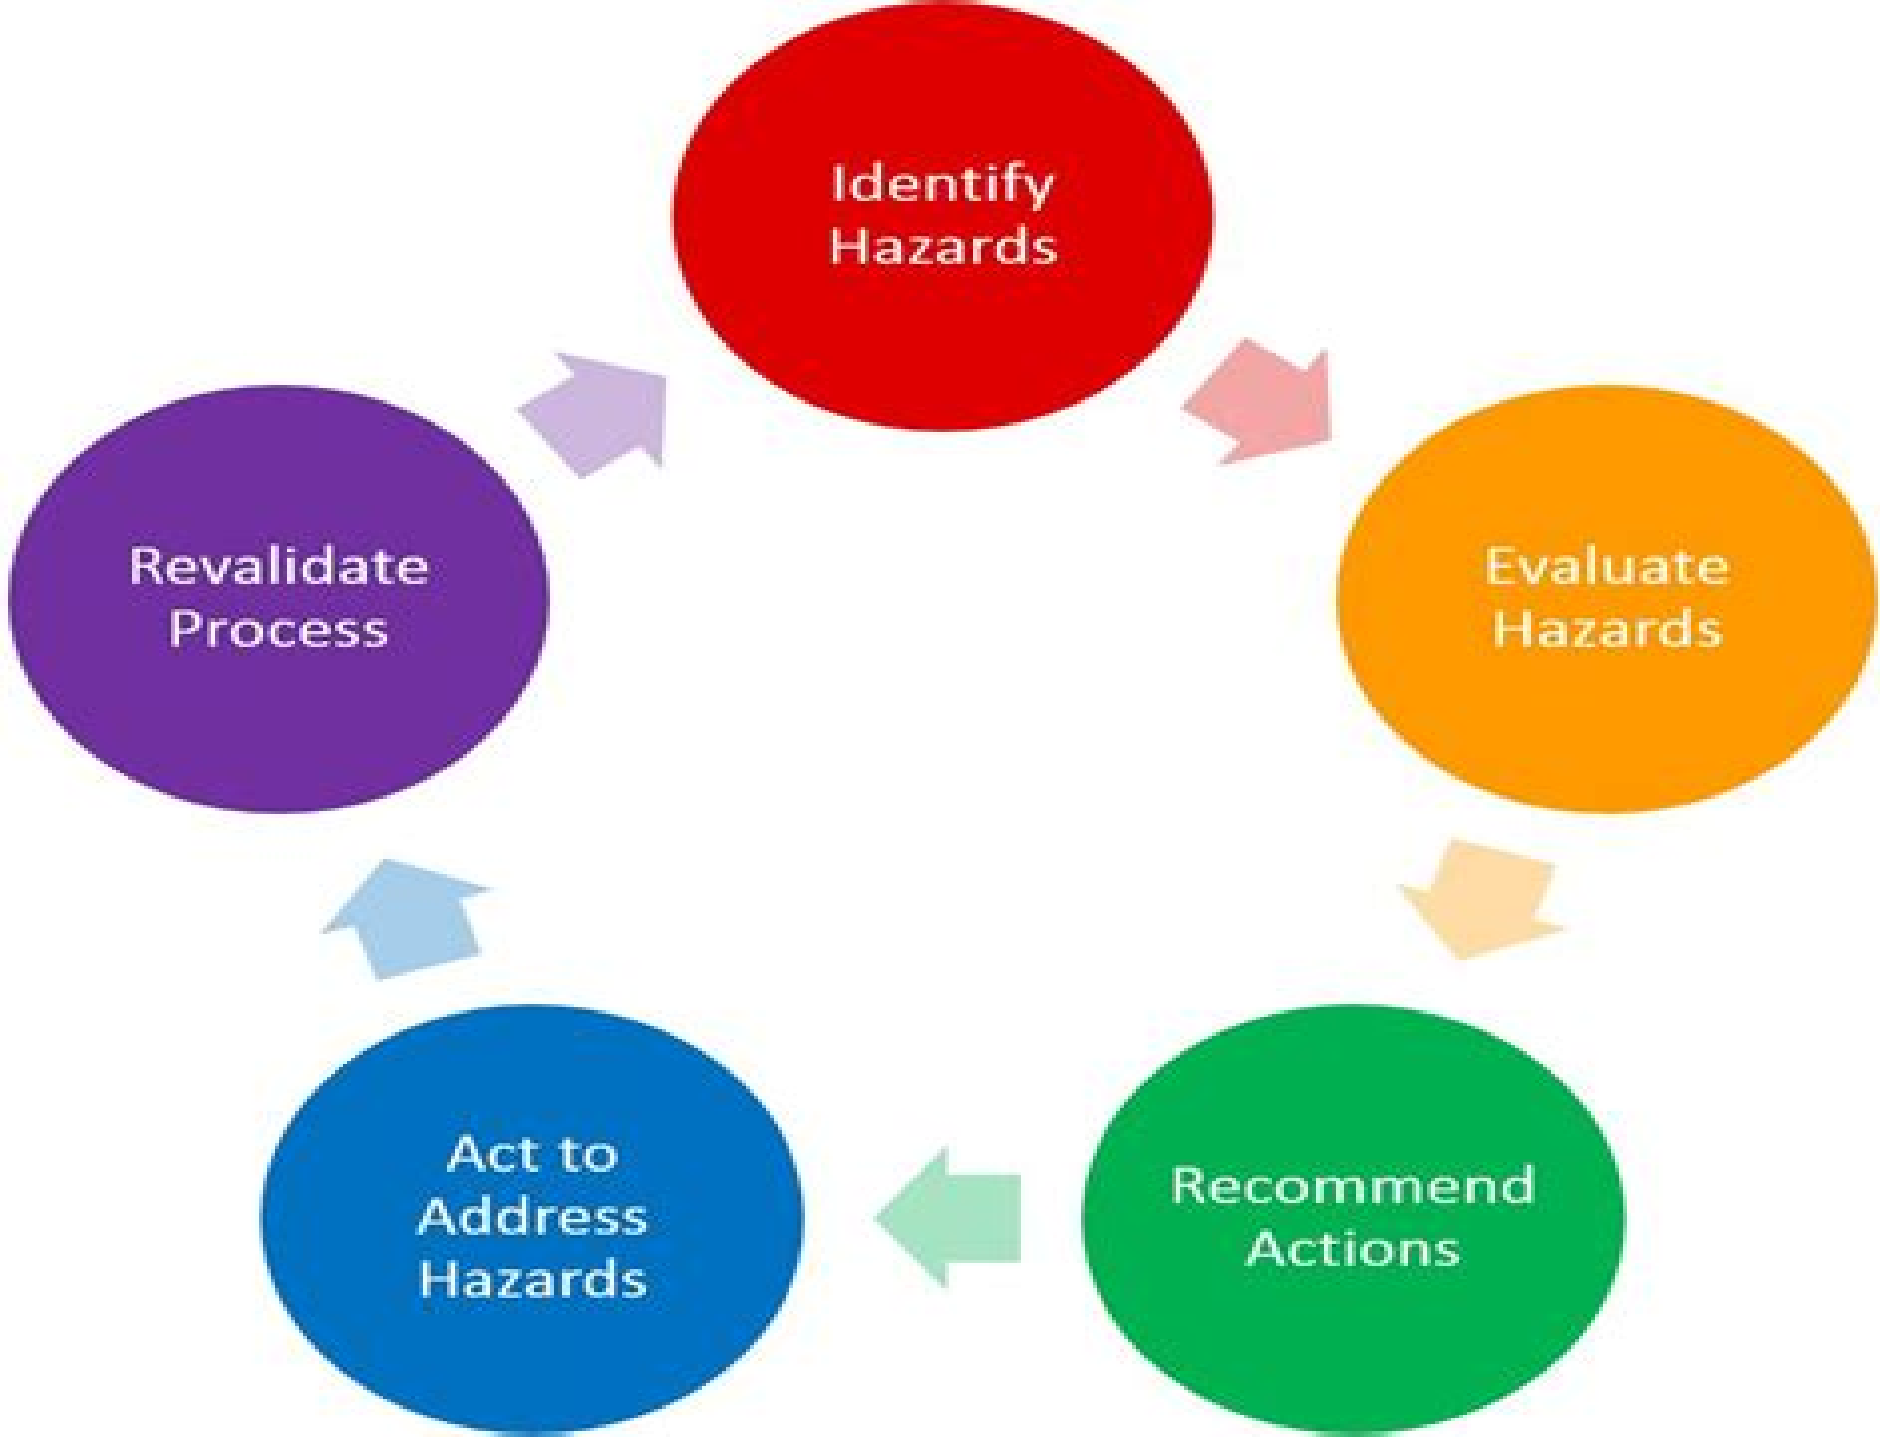 Identify
Hazards
Evaluate
Hazards
Recommend
Actions
Act to
Address
Hazards
Revalidate
Process